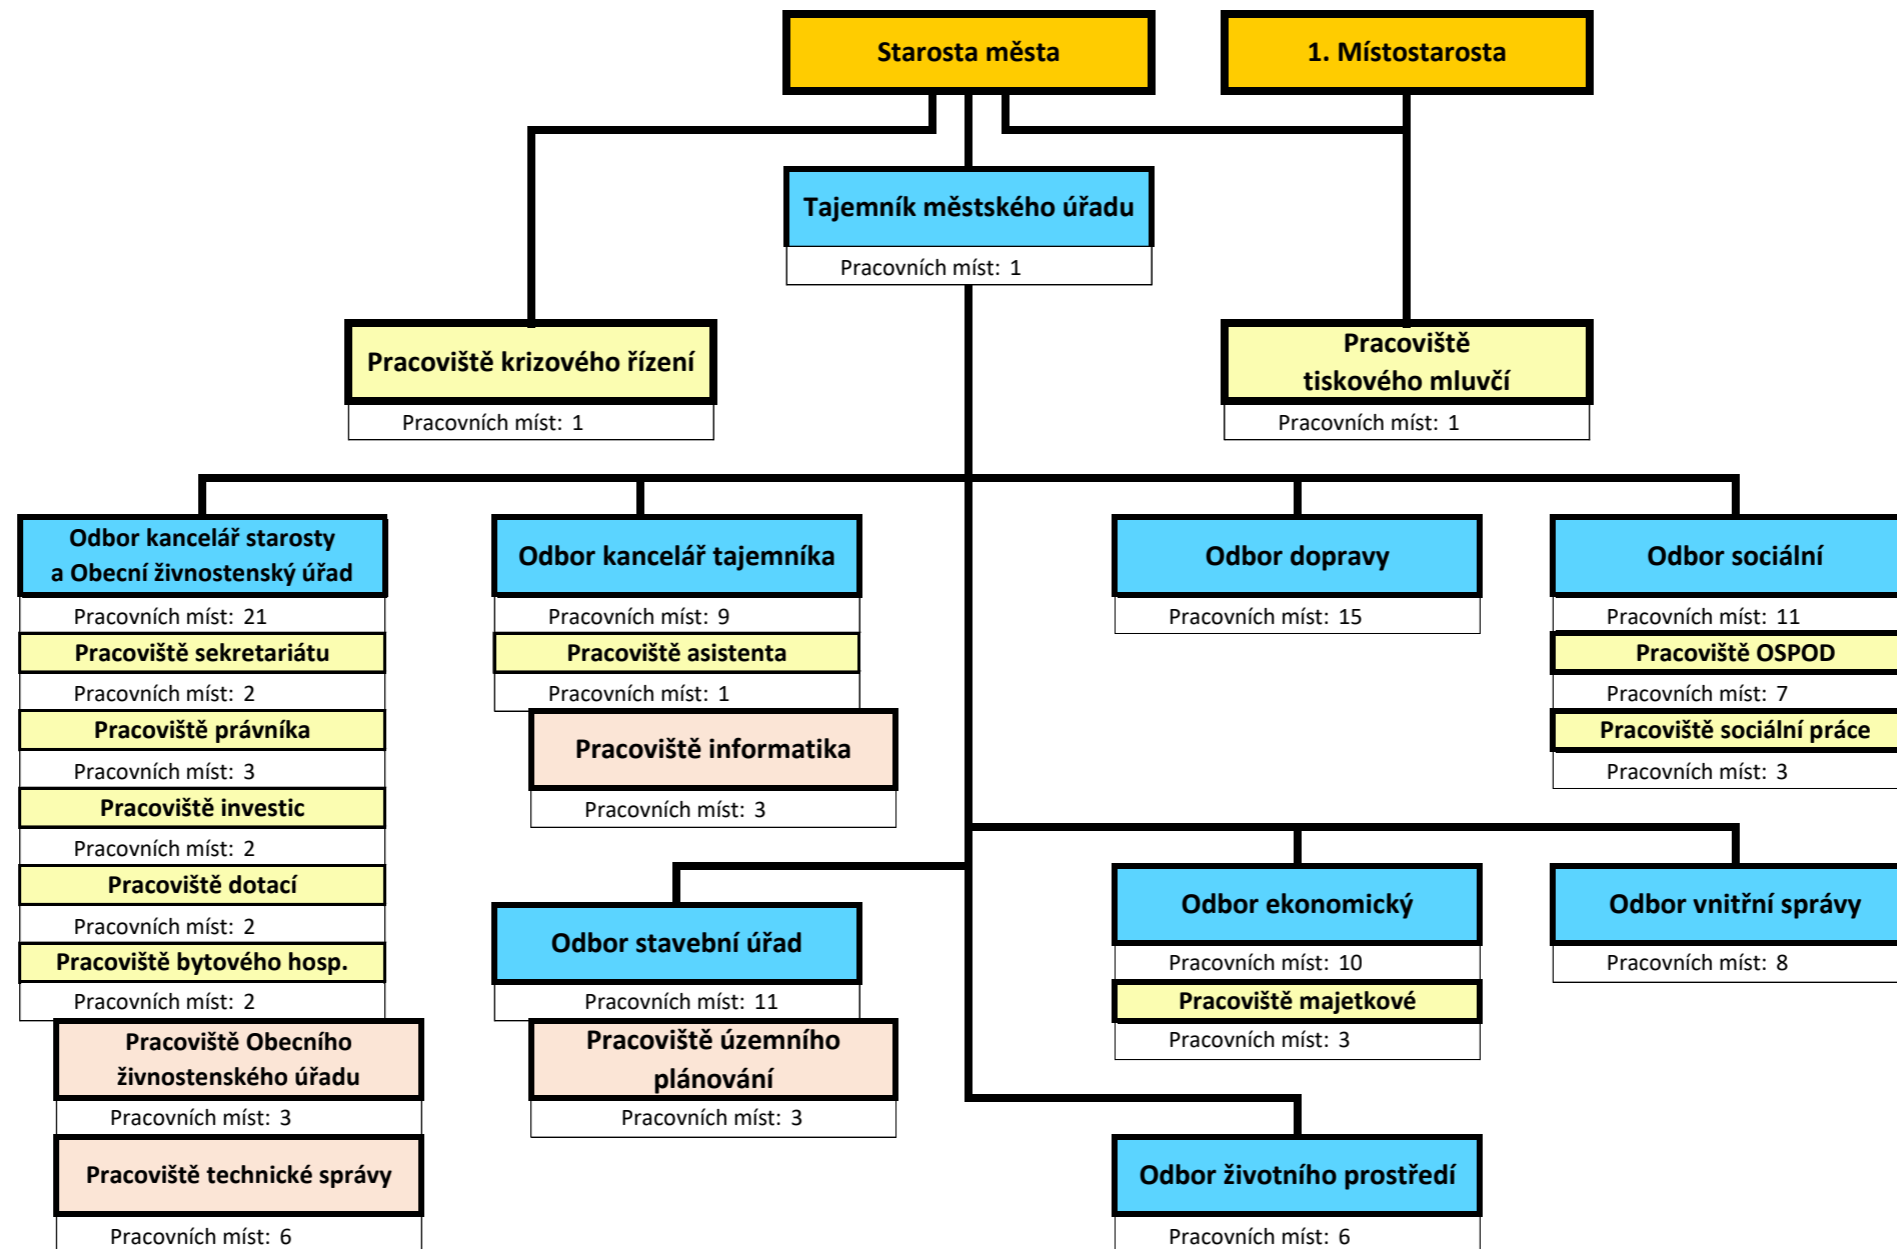 Starosta města
1. Místostarosta
Tajemník městského úřadu
Pracovních míst: 1
Pracoviště krizového řízení
Pracovních míst: 1
Pracoviště
tiskového mluvčí
Pracovních míst: 1
Odbor kancelář starosty
a Obecní živnostenský úřad
Pracovních míst: 21
Pracoviště sekretariátu
Pracovních míst: 2
Pracoviště právníka
Pracovních míst: 3
Pracoviště investic
Pracovních míst: 2
Pracoviště dotací
Pracovních míst: 2
Pracoviště bytového hosp.
Pracovních míst: 2
Pracoviště Obecního
živnostenského úřadu
Pracovních míst: 3
Pracoviště technické správy
Pracovních míst: 6
Odbor kancelář tajemníka
Pracovních míst: 9
Pracoviště asistenta
Pracovních míst: 1
Pracoviště informatika
Pracovních míst: 3
Odbor stavební úřad
Pracovních míst: 11
Pracoviště územního
plánování
Pracovních míst: 3
Odbor dopravy
Pracovních míst: 15
Odbor sociální
Pracovních míst: 11
Pracoviště OSPOD
Pracovních míst: 7
Pracoviště sociální práce
Pracovních míst: 3
Odbor ekonomický
Pracovních míst: 10
Pracoviště majetkové
Pracovních míst: 3
Odbor vnitřní správy
Pracovních míst: 8
Odbor životního prostředí
Pracovních míst: 6